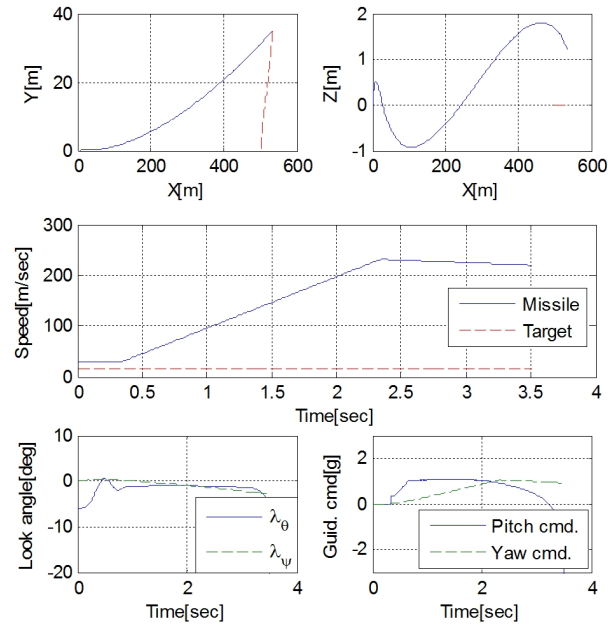 40
20
0
Y[m]
0
200
400
600
X[m]
2
1
0
-1
Z[m]
0
200
400
600
X[m]
300
200
100
0
Speed[m/sec]
Missile
Target
0 0.5 1 1.5 2 2.5 3 3.5 4
Time[sec]
10
0
-10
-20
Look angle[deg]
λθ
λψ
0 2 4
Time[sec]
2
0
-2
Guid. cmd[g]
Pitch cmd.
Yaw cmd.
0 2 4
Time[sec]